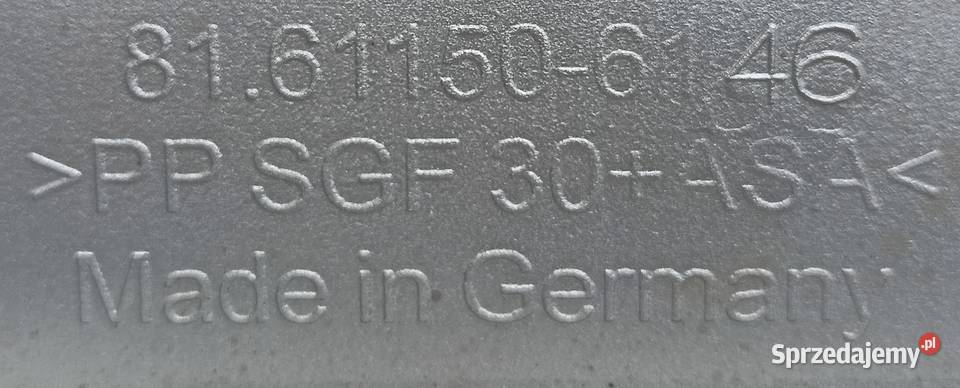 81.61150-6146
>PP SGF 30+ASA<
Made in Germany
Sprzedajemy.pl